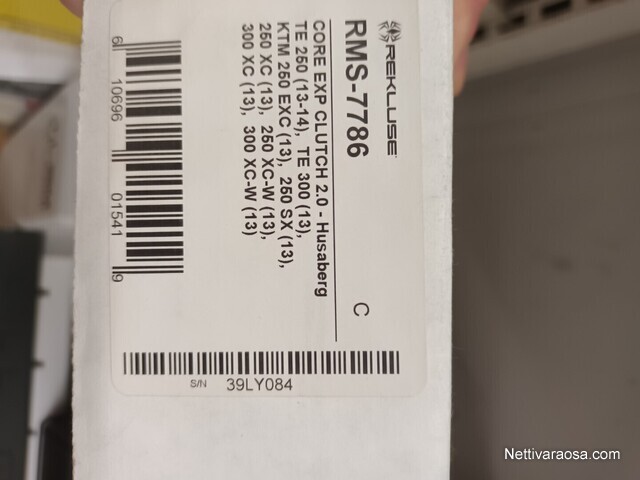 REKLUSE
RMS-7786
C
CORE EXP CLUTCH 2.0 - Husaberg
TE 250 (13-14), TE 300 (13),
KTM 250 EXC (13), 250 SX (13),
250 XC (13), 250 XC-W (13),
300 XC (13), 300 XC-W (13)
6 10696 01541 9
S/N 39LY084
Nettivaraosa.com